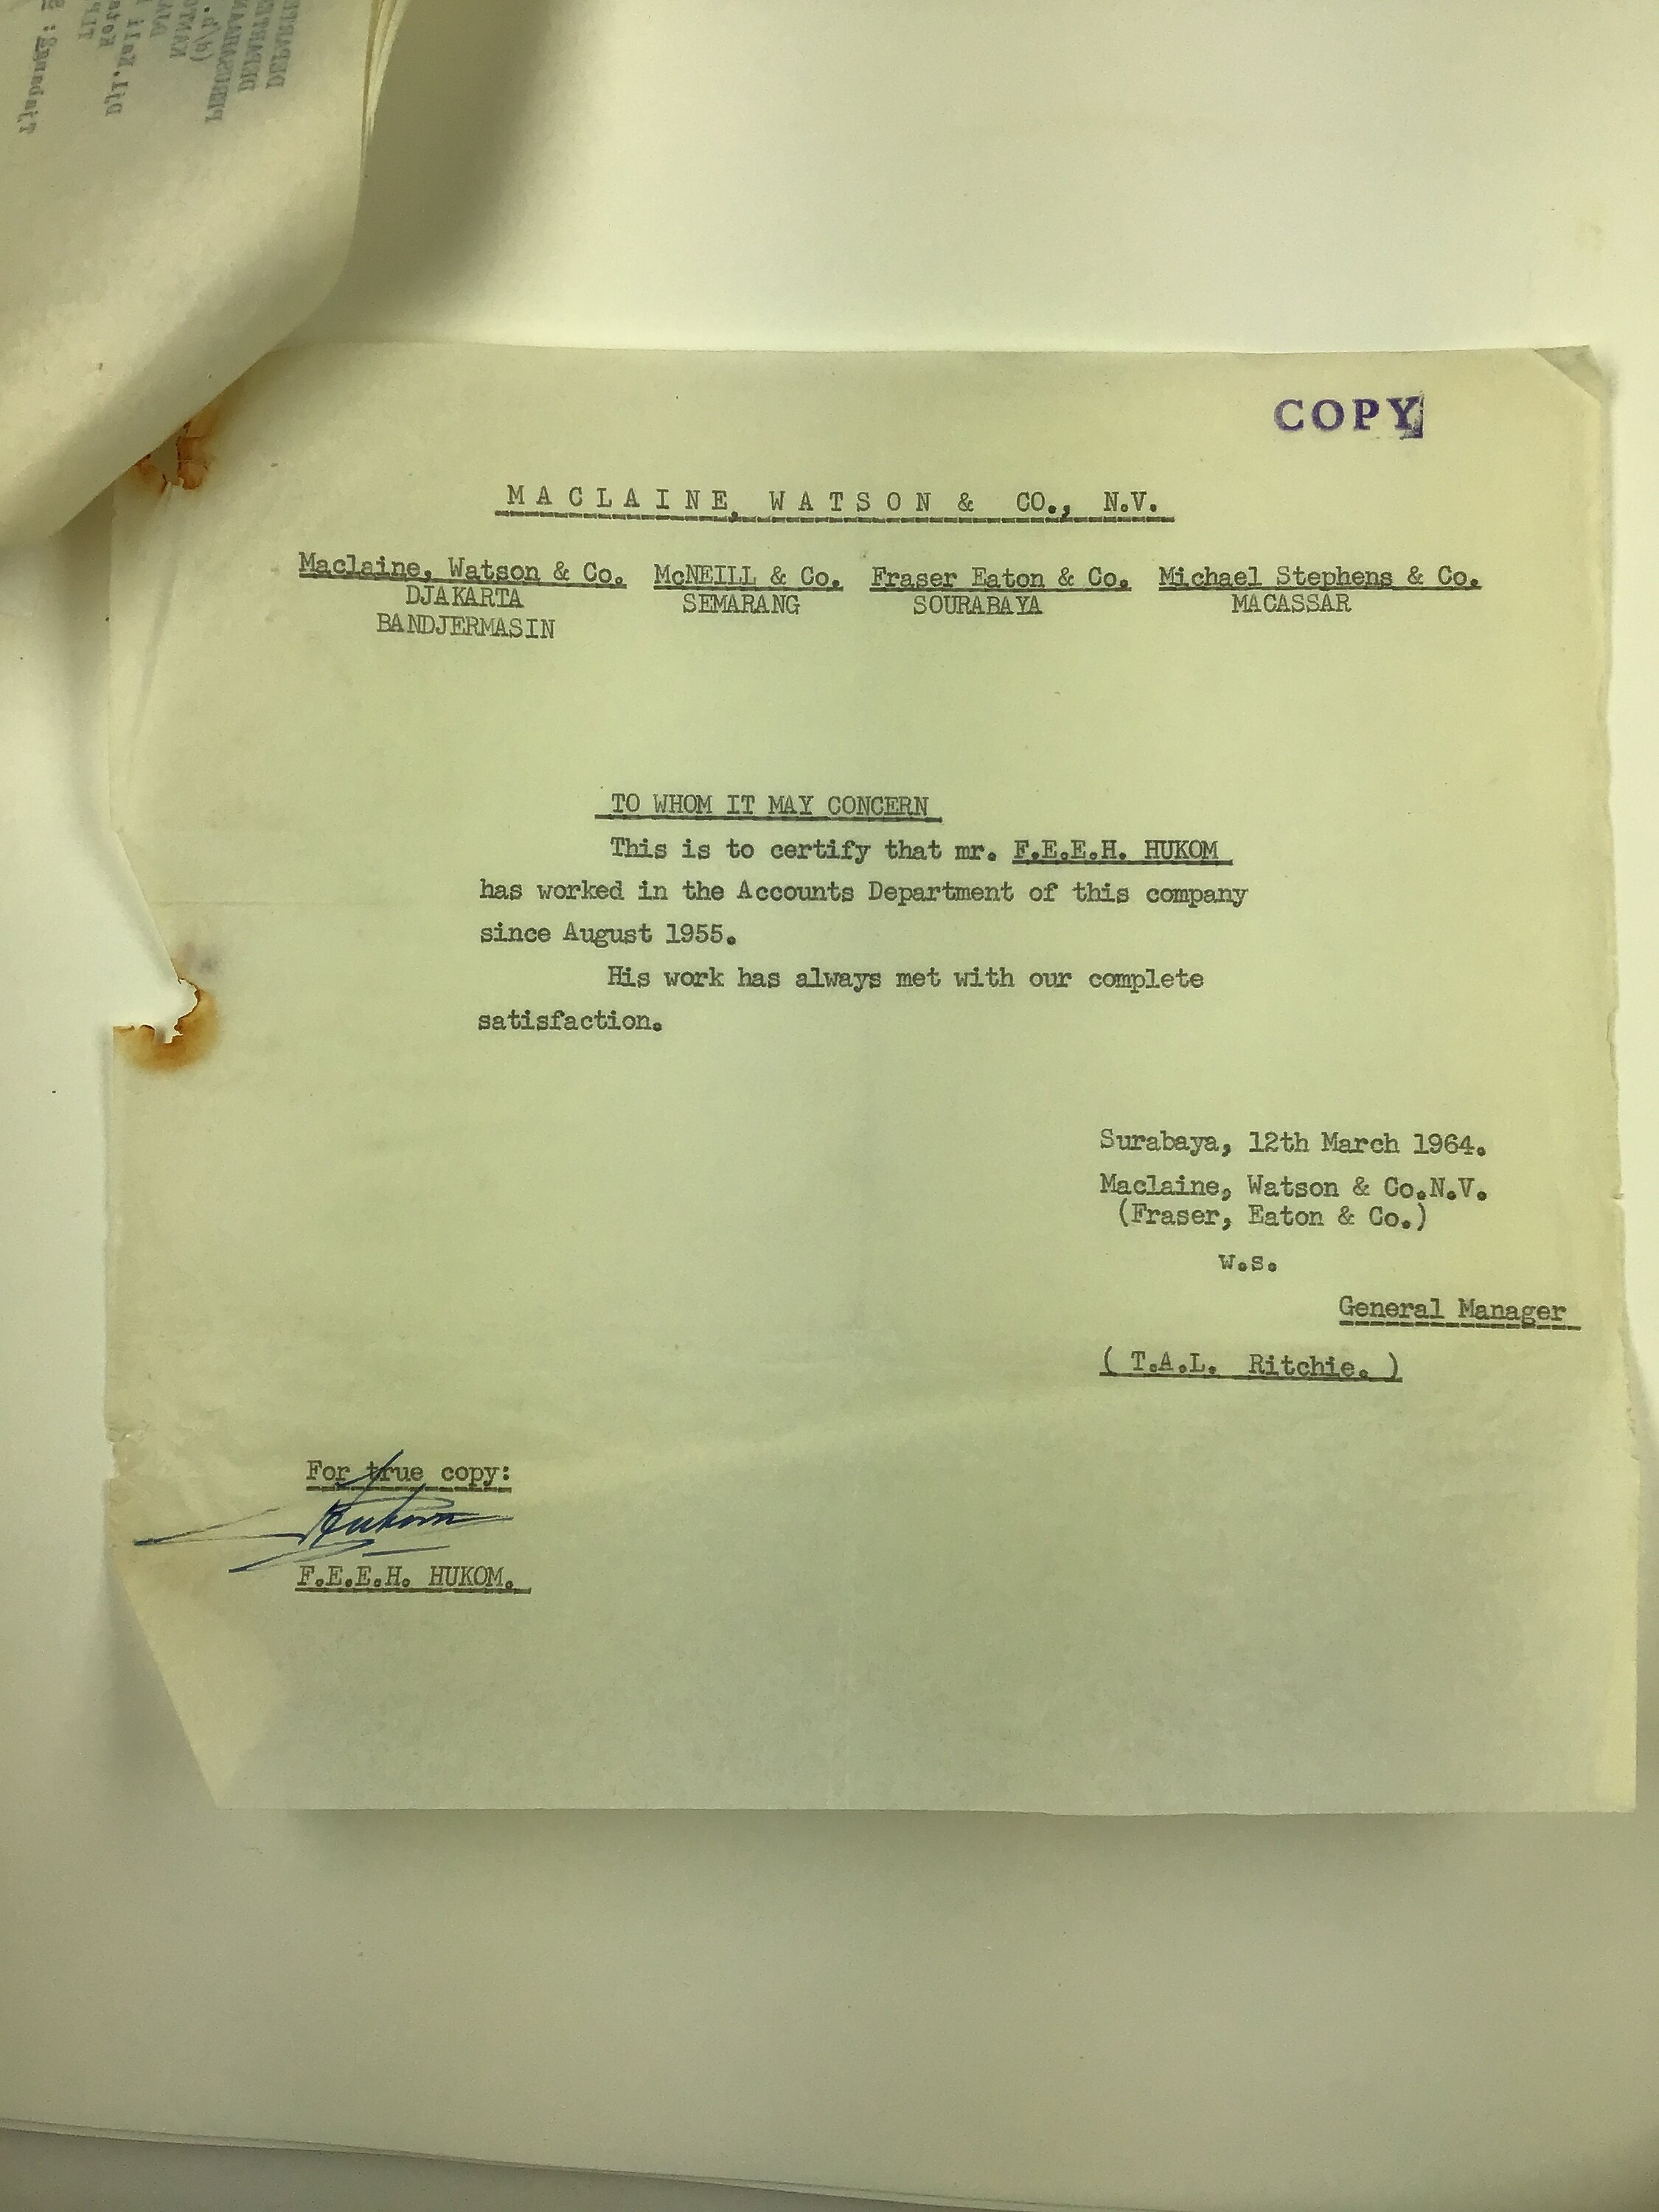 COPY
MACLAINE, WATSON & CO., N.V.
Maclaine, Watson & Co. McNEILL & Co. Fraser Eaton & Co. Michael Stephens & Co.
DJAKARTA SEMARANG SOURABAYA MACASSAR
BANDJERMASIN
TO WHOM IT MAY CONCERN
This is to certify that mr. F.E.E.H. HUKOM
has worked in the Accounts Department of this company
since August 1955.
His work has always met with our complete
satisfaction.
Surabaya, 12th March 1964.
Maclaine, Watson & Co.N.V.
(Fraser, Eaton & Co.)
w.s.
General Manager
( T.A.L. Ritchie. )
For true copy:
Hukom
F.E.E.H. HUKOM.